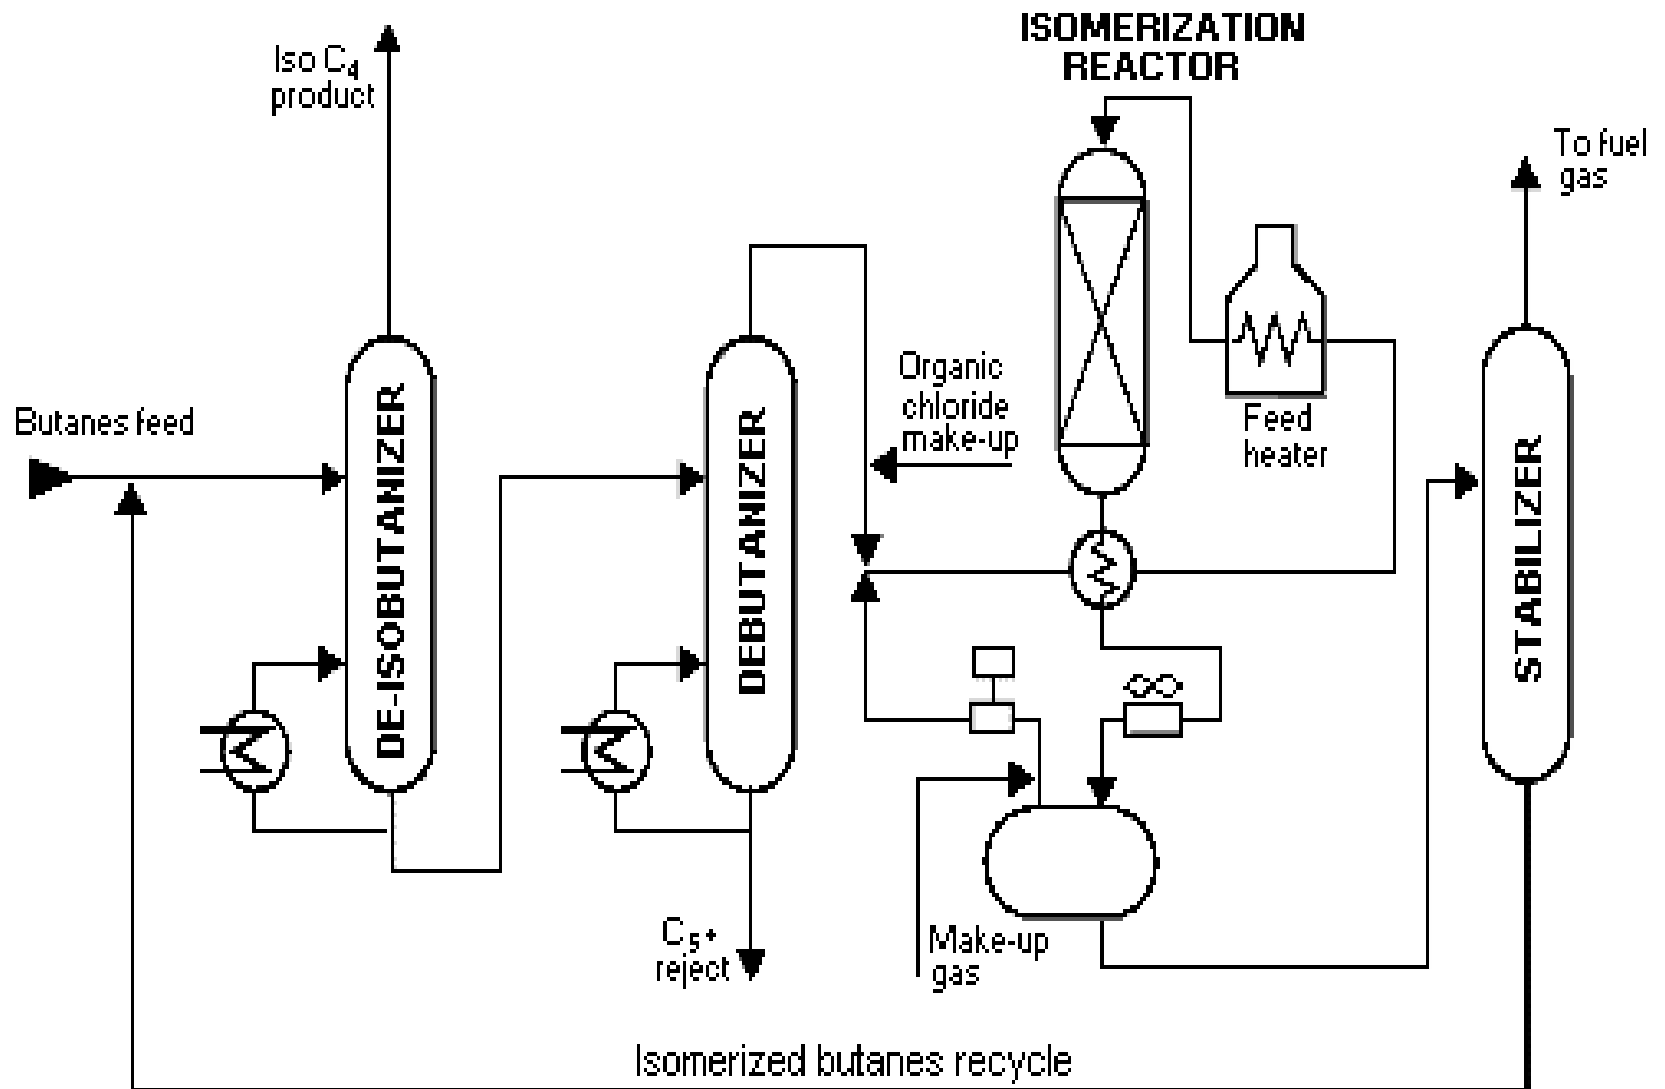 ISOMERIZATION
REACTOR
Iso C₄
product
To fuel
gas
Organic
chloride
make-up
Feed
heater
Butanes feed
DE-ISOBUTANIZER
DEBUTANIZER
STABILIZER
C₅+
reject
Make-up
gas
Isomerized butanes recycle